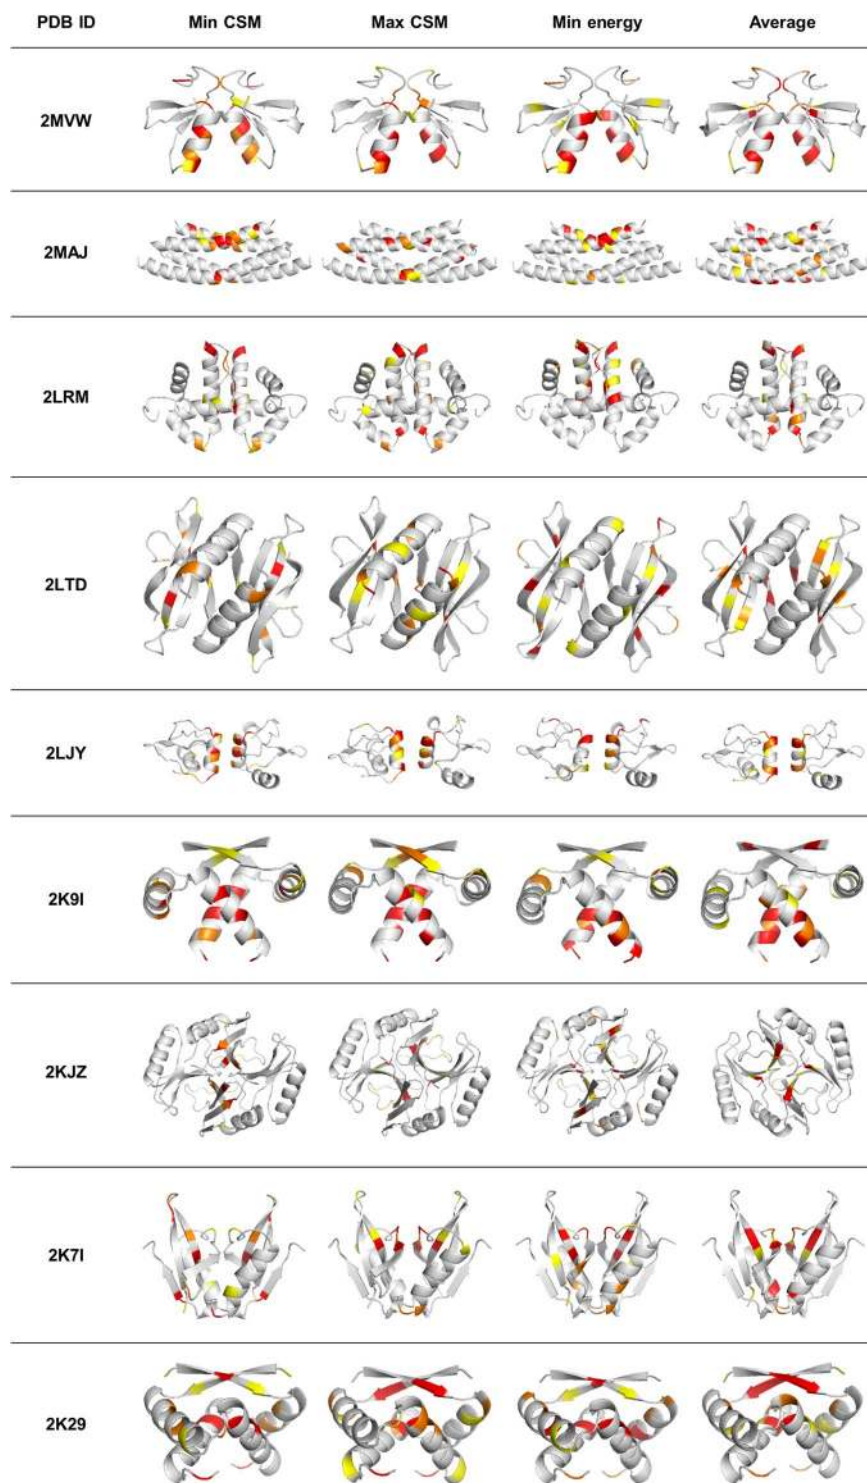 PDB ID Min CSM Max CSM Min energy Average
2MVW
2MAJ
2LRM
2LTD
2LJY
2K9I
2KJZ
2K7I
2K29